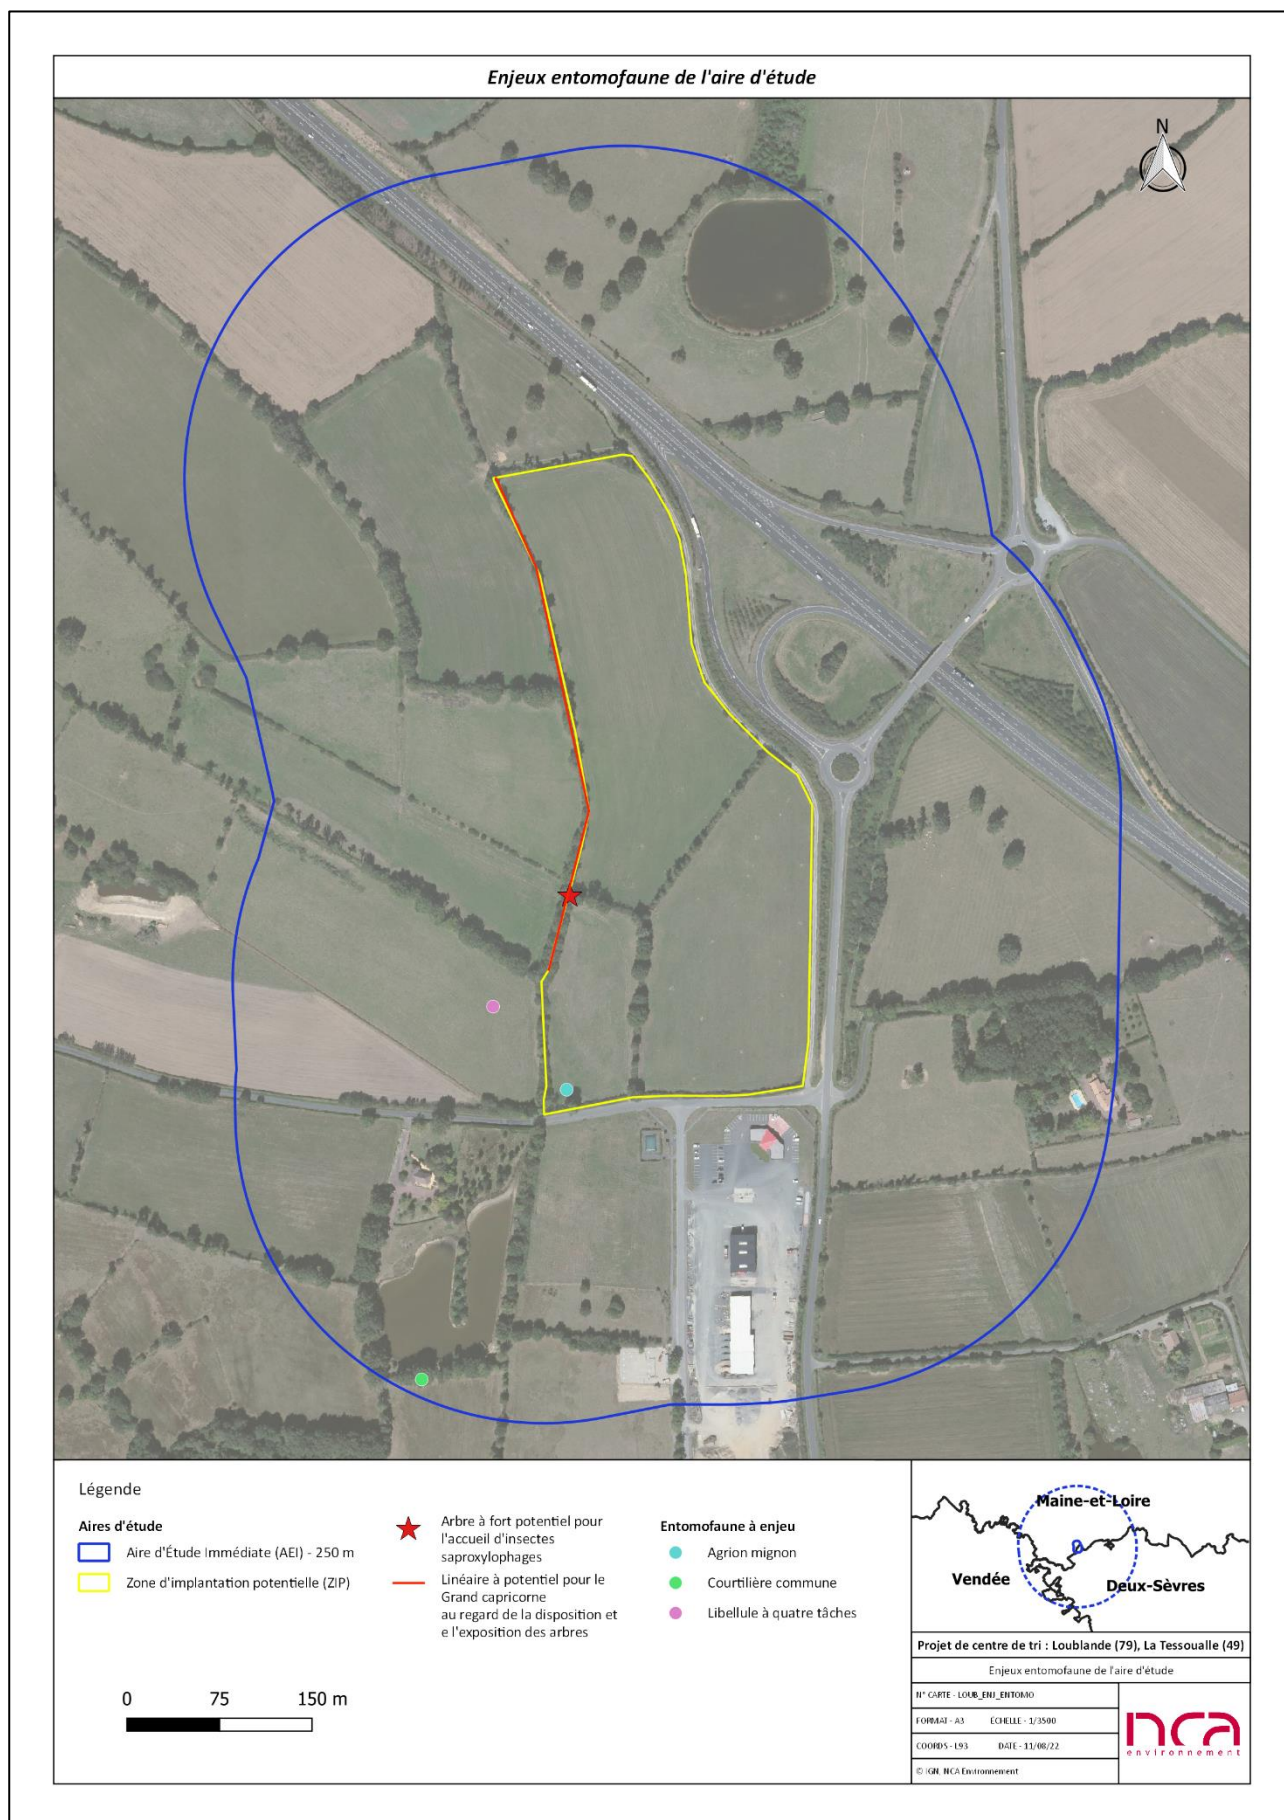 Enjeux entomofaune de l'aire d'étude
N
Légende
Aires d'étude
Aire d'Étude Immédiate (AEI) - 250 m
Zone d'implantation potentielle (ZIP)
Arbre à fort potentiel pour
l'accueil d'insectes
saproxylophages
Linéaire à potentiel pour le
Grand capricorne
au regard de la disposition et
e l'exposition des arbres
Entomofaune à enjeu
Agrion mignon
Courtilière commune
Libellule à quatre tâches
0 75 150 m
Maine-et-Loire
Vendée
Deux-Sèvres
Projet de centre de tri : Loublande (79), La Tessoualle (49)
Enjeux entomofaune de l'aire d'étude
N° CARTE - LOUB_ENJ_ENTOMO
FORMAT - A3 ÉCHELLE - 1/3500
COORDS - L93 DATE - 11/08/22
© IGN, NCA Environnement
nca
environnement